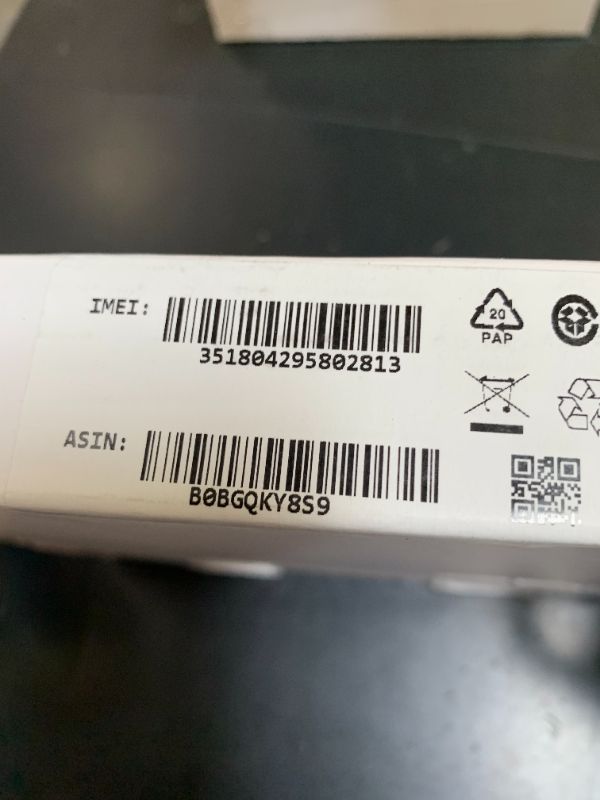 IMEI:
351804295802813
20
PAP
ASIN:
B0BGQKY8S9